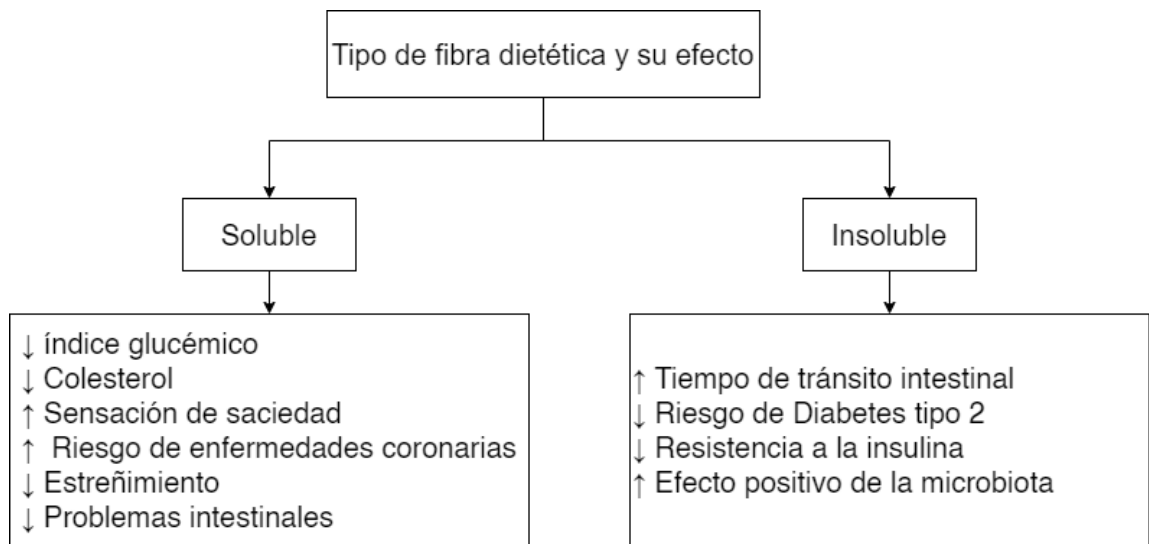 Tipo de fibra dietética y su efecto
Soluble
Insoluble
↓ índice glucémico
↓ Colesterol
↑ Sensación de saciedad
↑ Riesgo de enfermedades coronarias
↓ Estreñimiento
↓ Problemas intestinales
↑ Tiempo de tránsito intestinal
↓ Riesgo de Diabetes tipo 2
↓ Resistencia a la insulina
↑ Efecto positivo de la microbiota